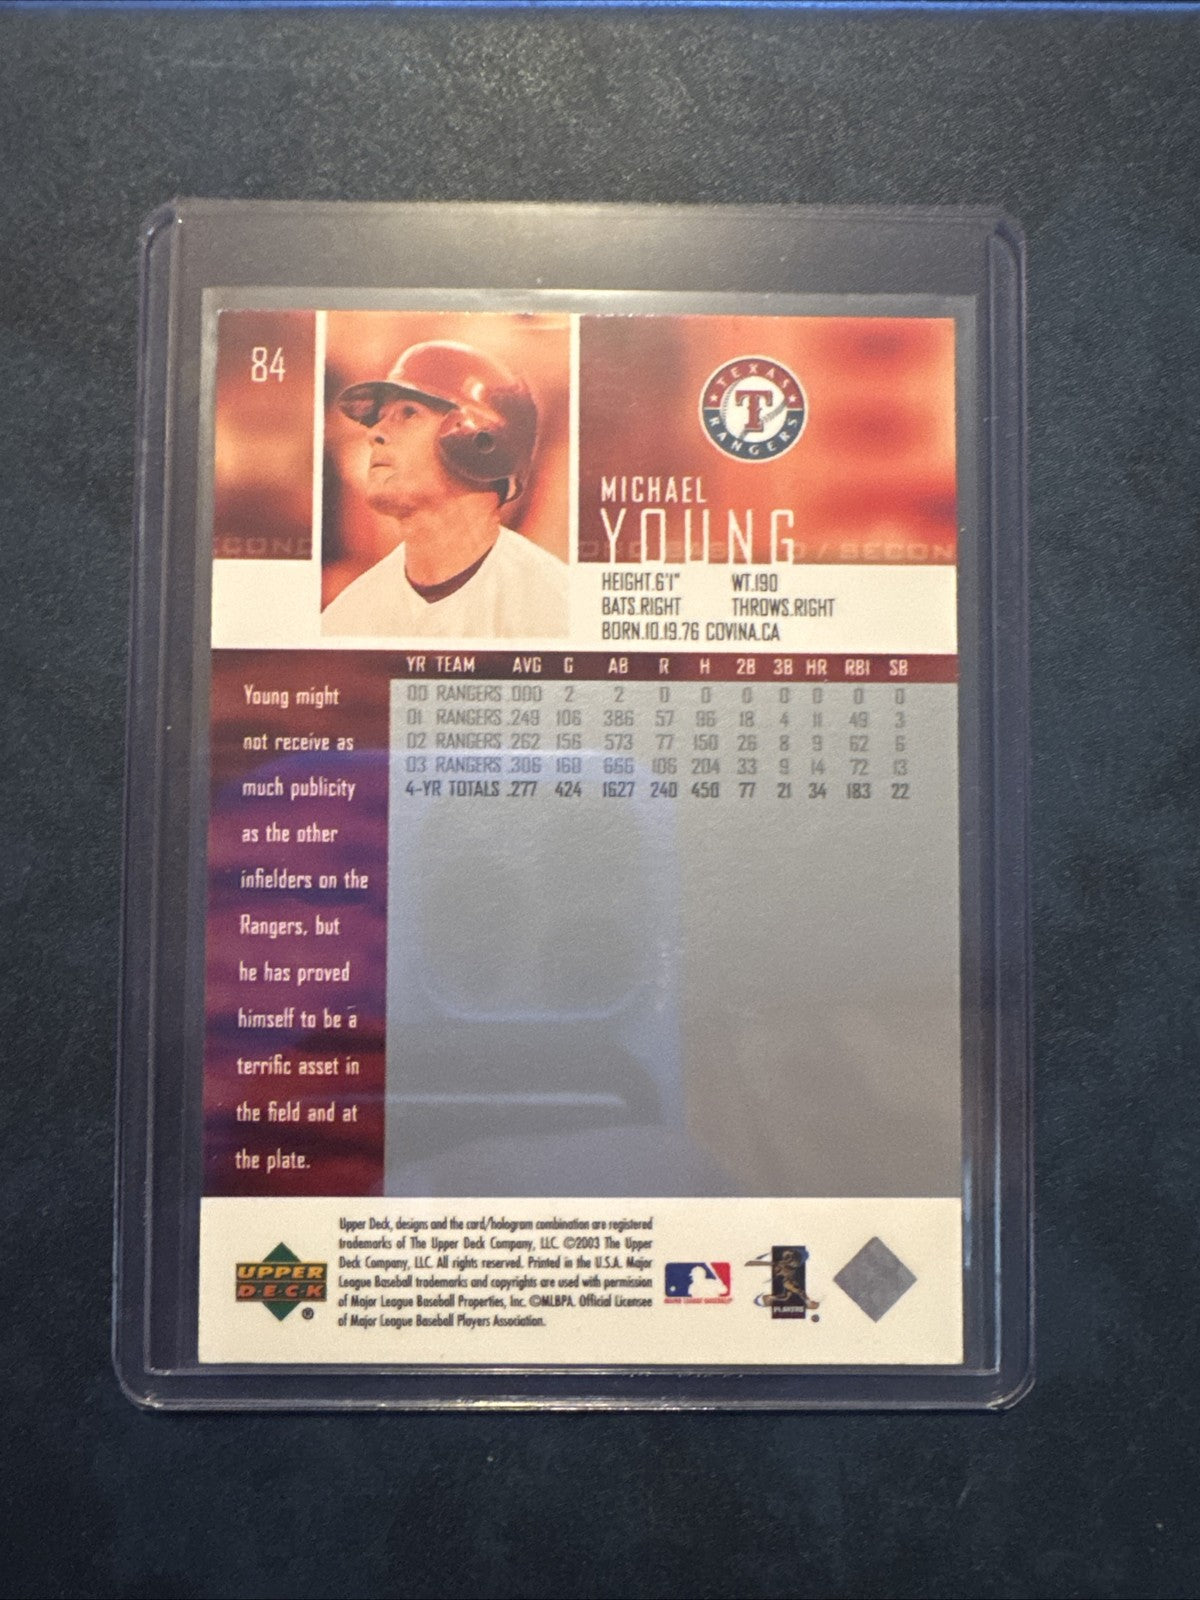 84
TEXAS
RANGERS
T
MICHAEL
YOUNG
HEIGHT.6'1" WT.190
BATS.RIGHT THROWS.RIGHT
BORN.10.19.76 COVINA.CA
YR TEAM AVG G AB R H 2B 3B HR RBI SB
00 RANGERS .000 2 2 0 0 0 0 0 0 0
01 RANGERS .249 106 386 57 96 18 4 11 49 3
02 RANGERS .262 156 573 77 150 26 8 9 62 6
03 RANGERS .306 160 666 106 204 33 9 14 72 13
4-YR TOTALS .277 424 1627 240 450 77 21 34 183 22
Young might
not receive as
much publicity
as the other
infielders on the
Rangers, but
he has proved
himself to be a
terrific asset in
the field and at
the plate.
UPPER
D·E·C·K
®
Upper Deck, designs and the card/hologram combination are registered
trademarks of The Upper Deck Company, LLC. ©2003 The Upper
Deck Company, LLC. All rights reserved. Printed in the U.S.A. Major
League Baseball trademarks and copyrights are used with permission
of Major League Baseball Properties, Inc. ©MLBPA. Official Licensee
of Major League Baseball Players Association.
MAJOR LEAGUE BASEBALL
PLAYERS